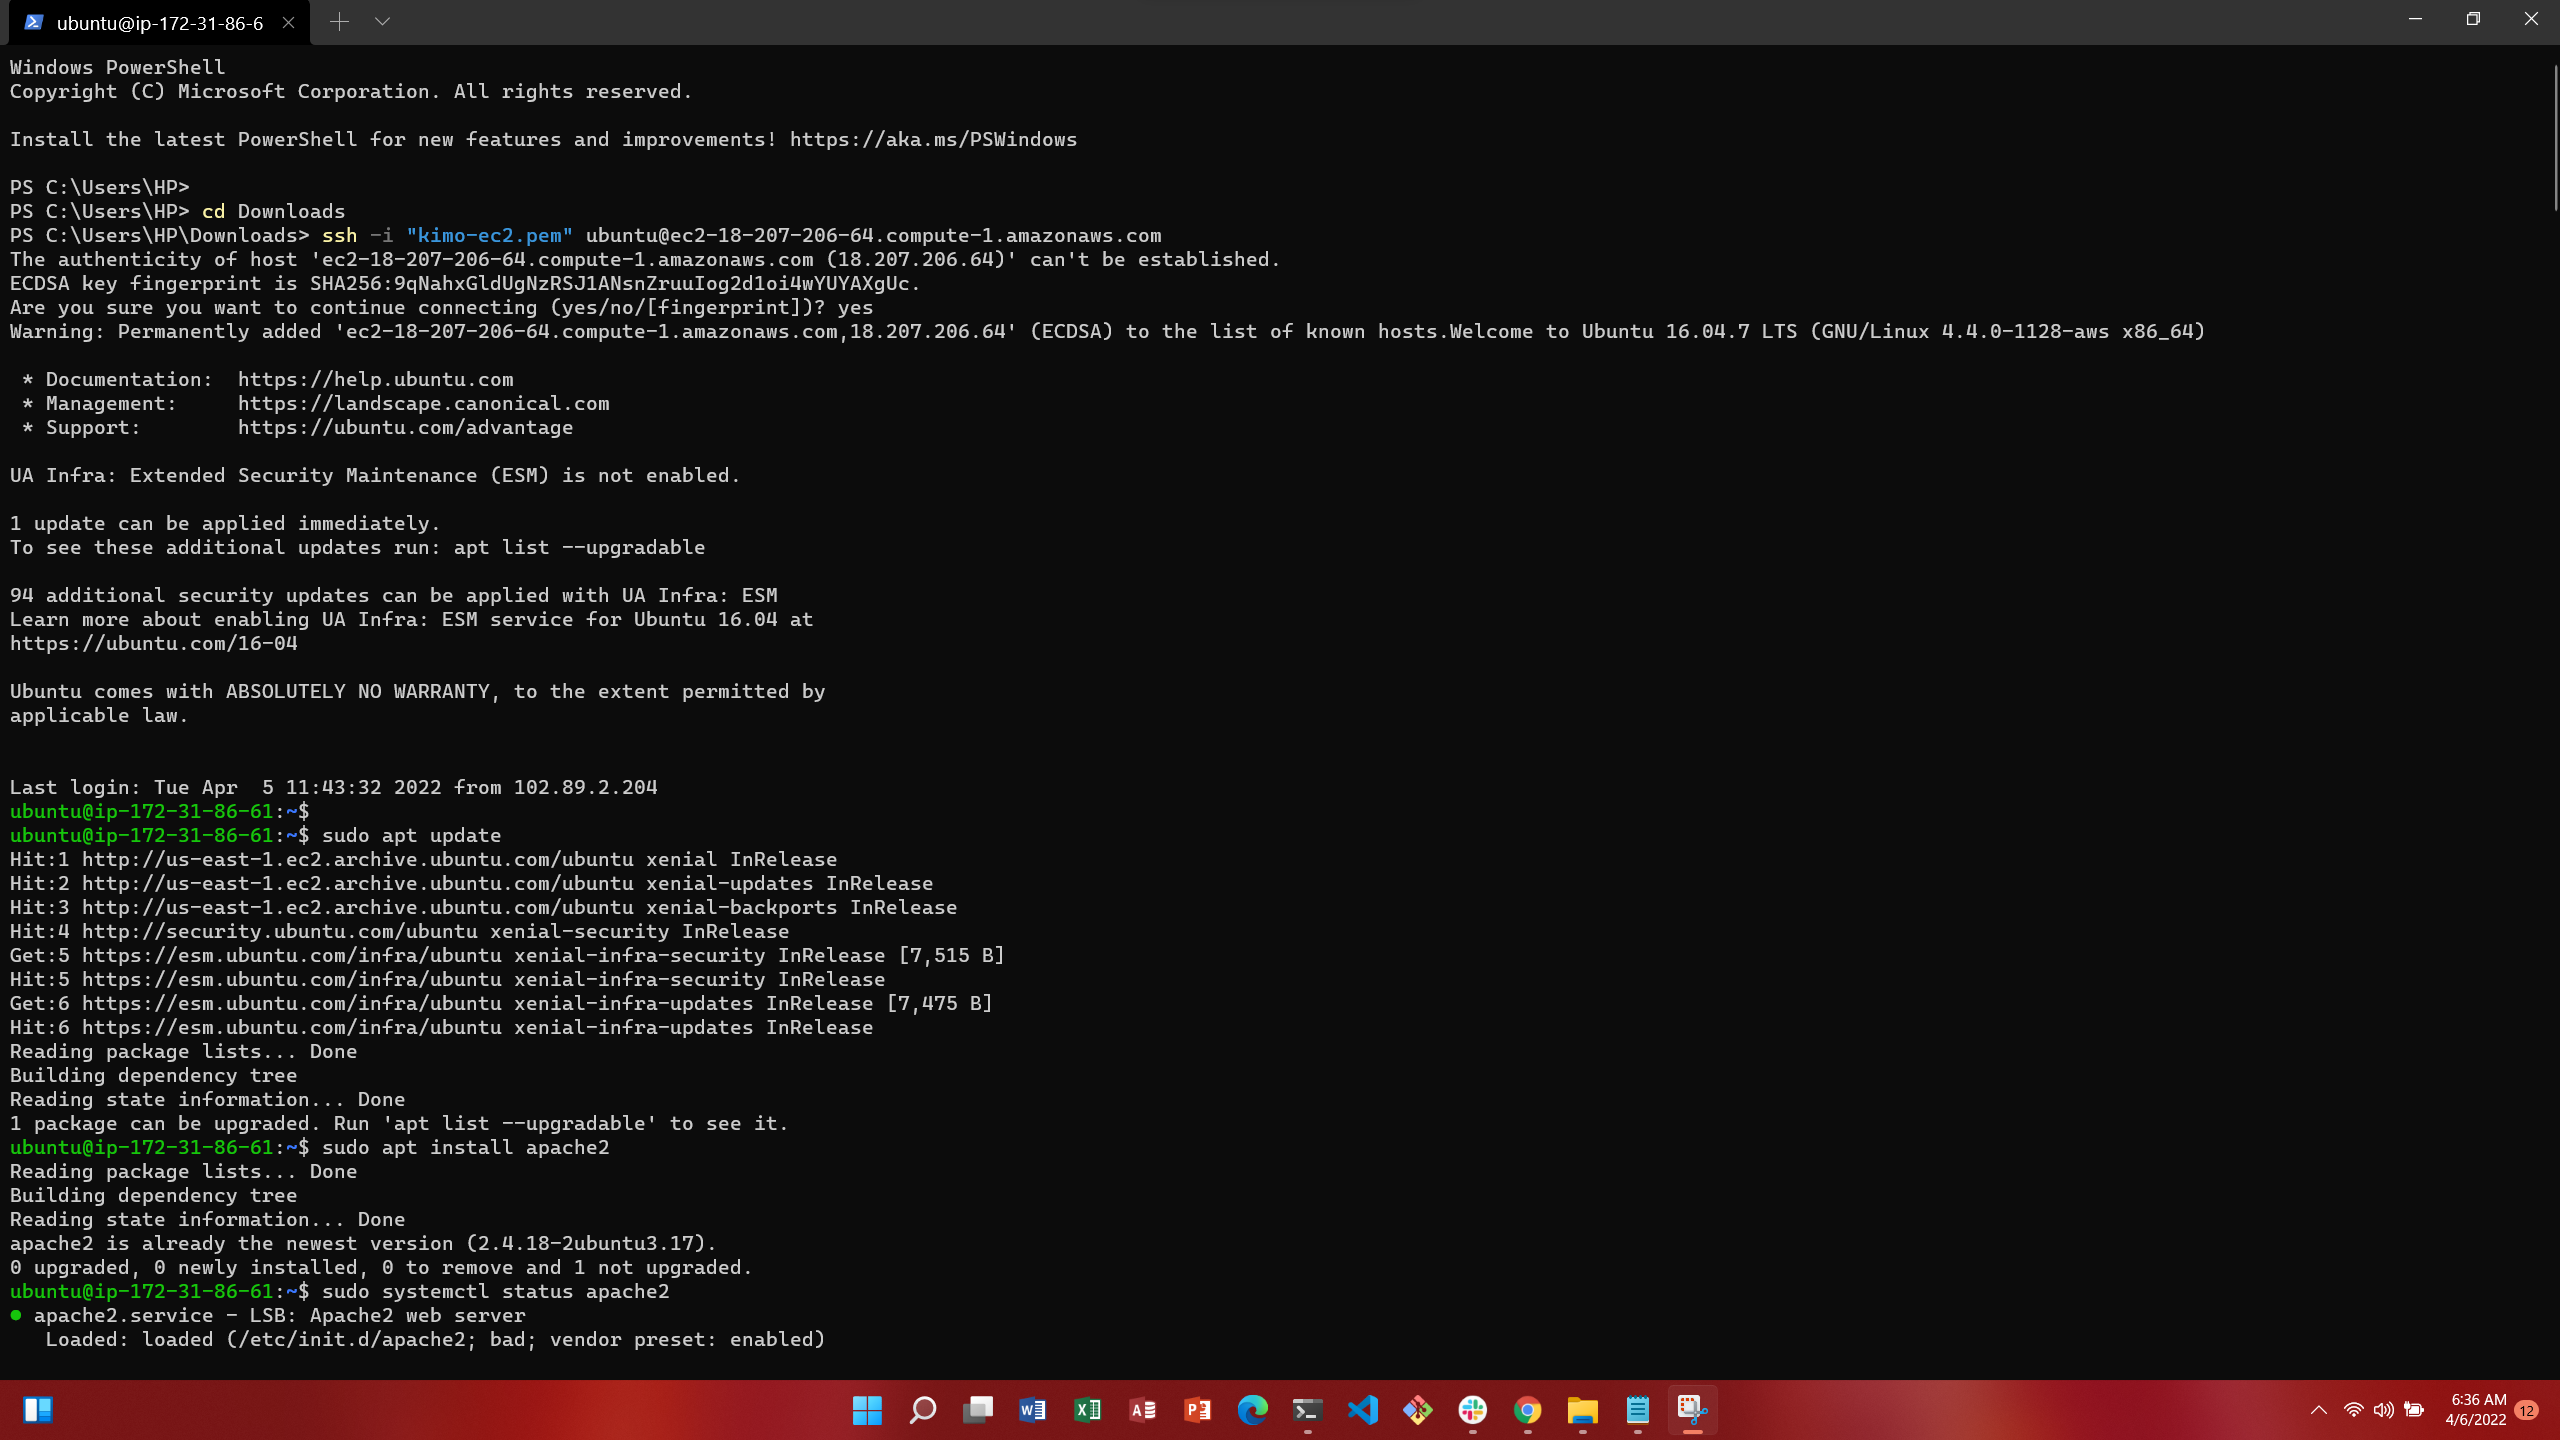 ubuntu@ip-172-31-86-6
Windows PowerShell
Copyright (C) Microsoft Corporation. All rights reserved.
Install the latest PowerShell for new features and improvements! https://aka.ms/PSWindows
PS C:\Users\HP>
PS C:\Users\HP> cd Downloads
PS C:\Users\HP\Downloads> ssh -i "kimo-ec2.pem" ubuntu@ec2-18-207-206-64.compute-1.amazonaws.com
The authenticity of host 'ec2-18-207-206-64.compute-1.amazonaws.com (18.207.206.64)' can't be established.
ECDSA key fingerprint is SHA256:9qNahxGldUgNzRSJ1ANsnZruuIog2d1oi4wYUYAXgUc.
Are you sure you want to continue connecting (yes/no/[fingerprint])? yes
Warning: Permanently added 'ec2-18-207-206-64.compute-1.amazonaws.com,18.207.206.64' (ECDSA) to the list of known hosts.Welcome to Ubuntu 16.04.7 LTS (GNU/Linux 4.4.0-1128-aws x86_64)
 * Documentation:  https://help.ubuntu.com
 * Management:     https://landscape.canonical.com
 * Support:        https://ubuntu.com/advantage
UA Infra: Extended Security Maintenance (ESM) is not enabled.
1 update can be applied immediately.
To see these additional updates run: apt list --upgradable
94 additional security updates can be applied with UA Infra: ESM
Learn more about enabling UA Infra: ESM service for Ubuntu 16.04 at
https://ubuntu.com/16-04
Ubuntu comes with ABSOLUTELY NO WARRANTY, to the extent permitted by
applicable law.
Last login: Tue Apr  5 11:43:32 2022 from 102.89.2.204
ubuntu@ip-172-31-86-61:~$
ubuntu@ip-172-31-86-61:~$ sudo apt update
Hit:1 http://us-east-1.ec2.archive.ubuntu.com/ubuntu xenial InRelease
Hit:2 http://us-east-1.ec2.archive.ubuntu.com/ubuntu xenial-updates InRelease
Hit:3 http://us-east-1.ec2.archive.ubuntu.com/ubuntu xenial-backports InRelease
Hit:4 http://security.ubuntu.com/ubuntu xenial-security InRelease
Get:5 https://esm.ubuntu.com/infra/ubuntu xenial-infra-security InRelease [7,515 B]
Hit:5 https://esm.ubuntu.com/infra/ubuntu xenial-infra-security InRelease
Get:6 https://esm.ubuntu.com/infra/ubuntu xenial-infra-updates InRelease [7,475 B]
Hit:6 https://esm.ubuntu.com/infra/ubuntu xenial-infra-updates InRelease
Reading package lists... Done
Building dependency tree
Reading state information... Done
1 package can be upgraded. Run 'apt list --upgradable' to see it.
ubuntu@ip-172-31-86-61:~$ sudo apt install apache2
Reading package lists... Done
Building dependency tree
Reading state information... Done
apache2 is already the newest version (2.4.18-2ubuntu3.17).
0 upgraded, 0 newly installed, 0 to remove and 1 not upgraded.
ubuntu@ip-172-31-86-61:~$ sudo systemctl status apache2
● apache2.service - LSB: Apache2 web server
   Loaded: loaded (/etc/init.d/apache2; bad; vendor preset: enabled)
6:36 AM
4/6/2022
12